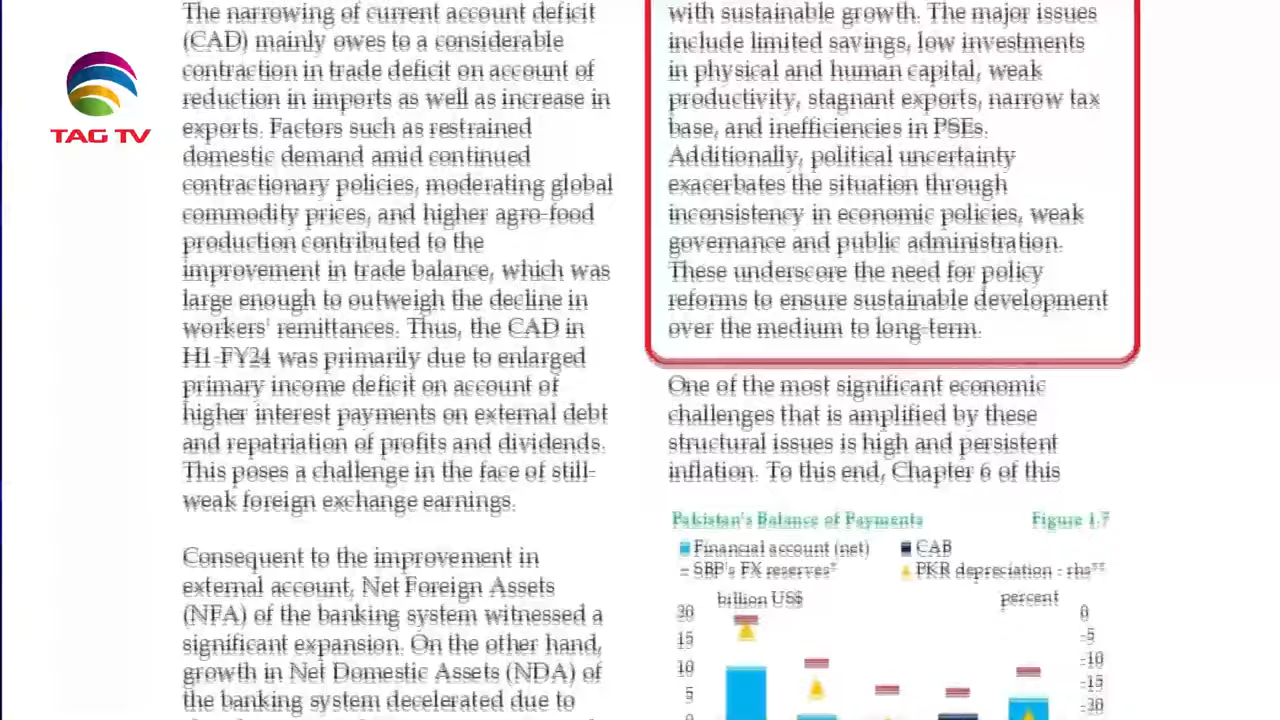 TAG TV
The narrowing of current account deficit
(CAD) mainly owes to a considerable
contraction in trade deficit on account of
reduction in imports as well as increase in
exports. Factors such as restrained
domestic demand amid continued
contractionary policies, moderating global
commodity prices, and higher agro-food
production contributed to the
improvement in trade balance, which was
large enough to outweigh the decline in
workers' remittances. Thus, the CAD in
H1-FY24 was primarily due to enlarged
primary income deficit on account of
higher interest payments on external debt
and repatriation of profits and dividends.
This poses a challenge in the face of still-
weak foreign exchange earnings.
Consequent to the improvement in
external account, Net Foreign Assets
(NFA) of the banking system witnessed a
significant expansion. On the other hand,
growth in Net Domestic Assets (NDA) of
the banking system decelerated due to
with sustainable growth. The major issues
include limited savings, low investments
in physical and human capital, weak
productivity, stagnant exports, narrow tax
base, and inefficiencies in PSEs.
Additionally, political uncertainty
exacerbates the situation through
inconsistency in economic policies, weak
governance and public administration.
These underscore the need for policy
reforms to ensure sustainable development
over the medium to long-term.
One of the most significant economic
challenges that is amplified by these
structural issues is high and persistent
inflation. To this end, Chapter 6 of this
Pakistan's Balance of Payments Figure 1.7
Financial account (net) CAB
SBP's FX reserves* PKR depreciation - rhs**
billion US$ percent
20 0
15 -5
10 -10
5 -15
0 -20